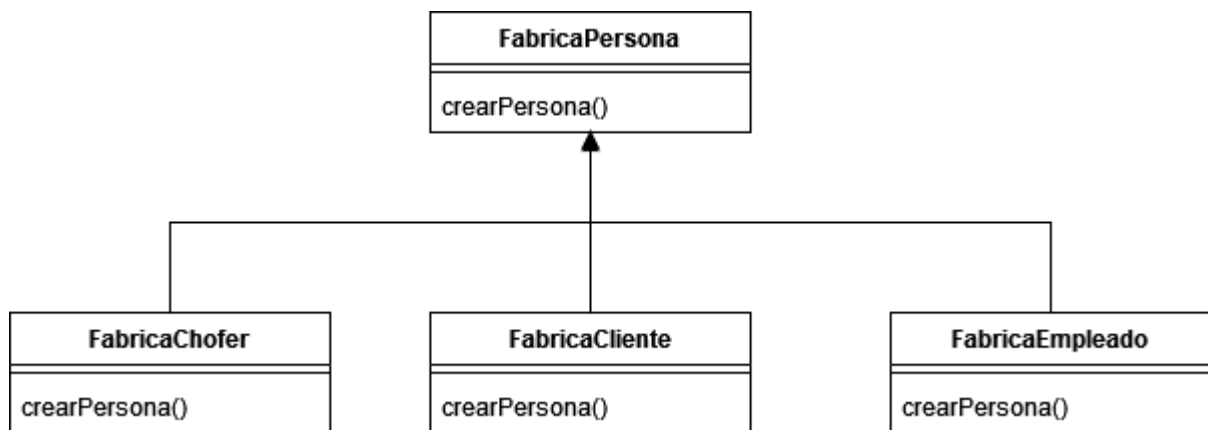 FabricaPersona
crearPersona()
FabricaChofer
crearPersona()
FabricaCliente
crearPersona()
FabricaEmpleado
crearPersona()